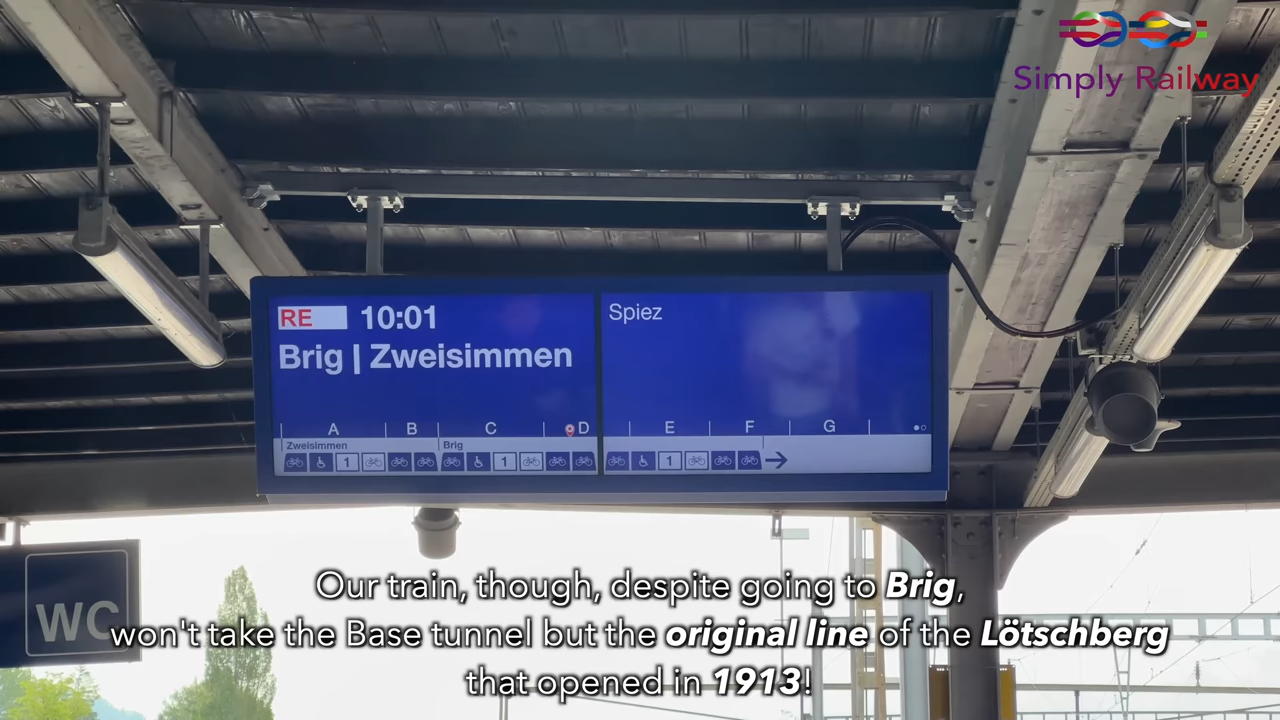 Simply Railway
RE 10:01
Brig | Zweisimmen
Spiez
A B C D E F G
Zweisimmen Brig
1 1 1
WC
Our train, though, despite going to Brig,
won't take the Base tunnel but the original line of the Lötschberg
that opened in 1913!